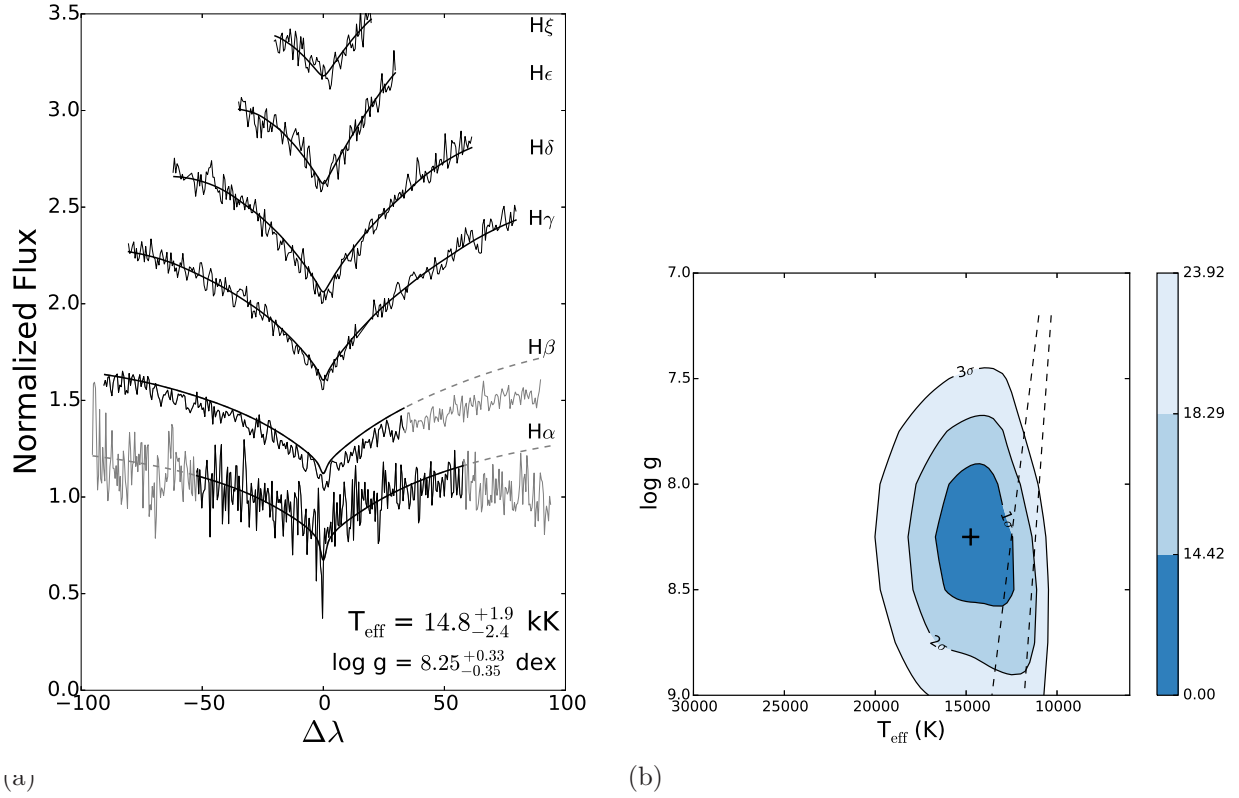 3.5
3.0
2.5
2.0
1.5
1.0
0.5
0.0
Normalized Flux
Hξ
Hϵ
Hδ
Hγ
Hβ
Hα
T_eff = 14.8^{+1.9}_{-2.4} kK
log g = 8.25^{+0.33}_{-0.35} dex
−100 −50 0 50 100
Δλ
(a)
7.0
7.5
8.0
8.5
9.0
log g
3σ
1σ
2σ
30000 25000 20000 15000 10000
T_eff (K)
23.92
18.29
14.42
0.00
(b)